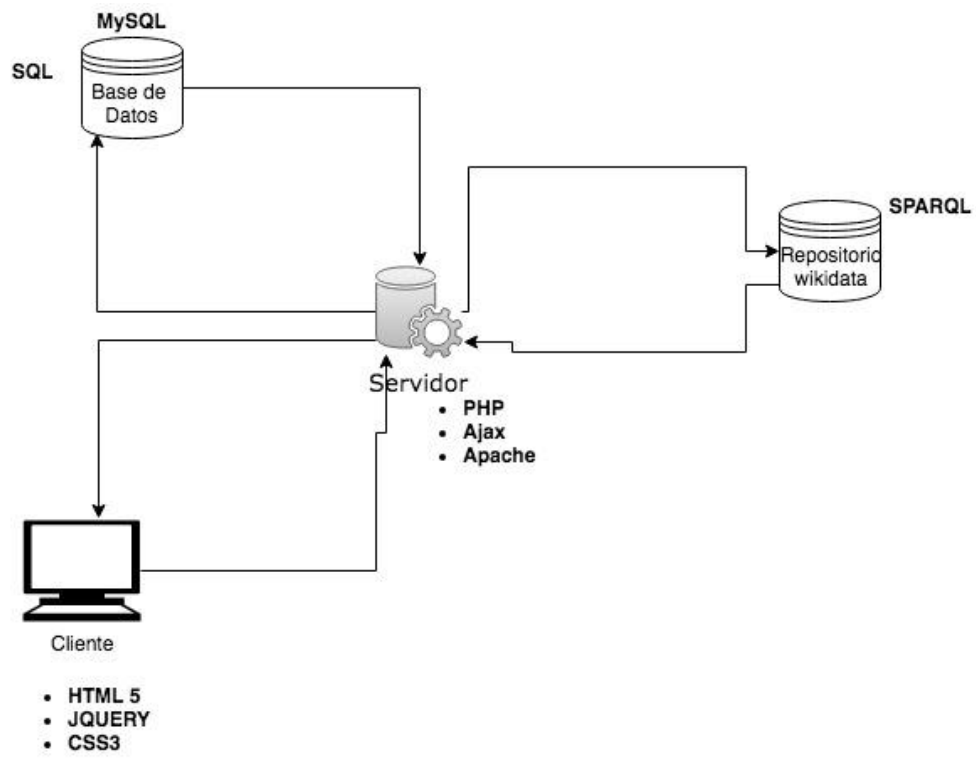 MySQL
SQL
Base de
Datos
SPARQL
Repositorio
wikidata
Servidor
• PHP
• Ajax
• Apache
Cliente
• HTML 5
• JQUERY
• CSS3